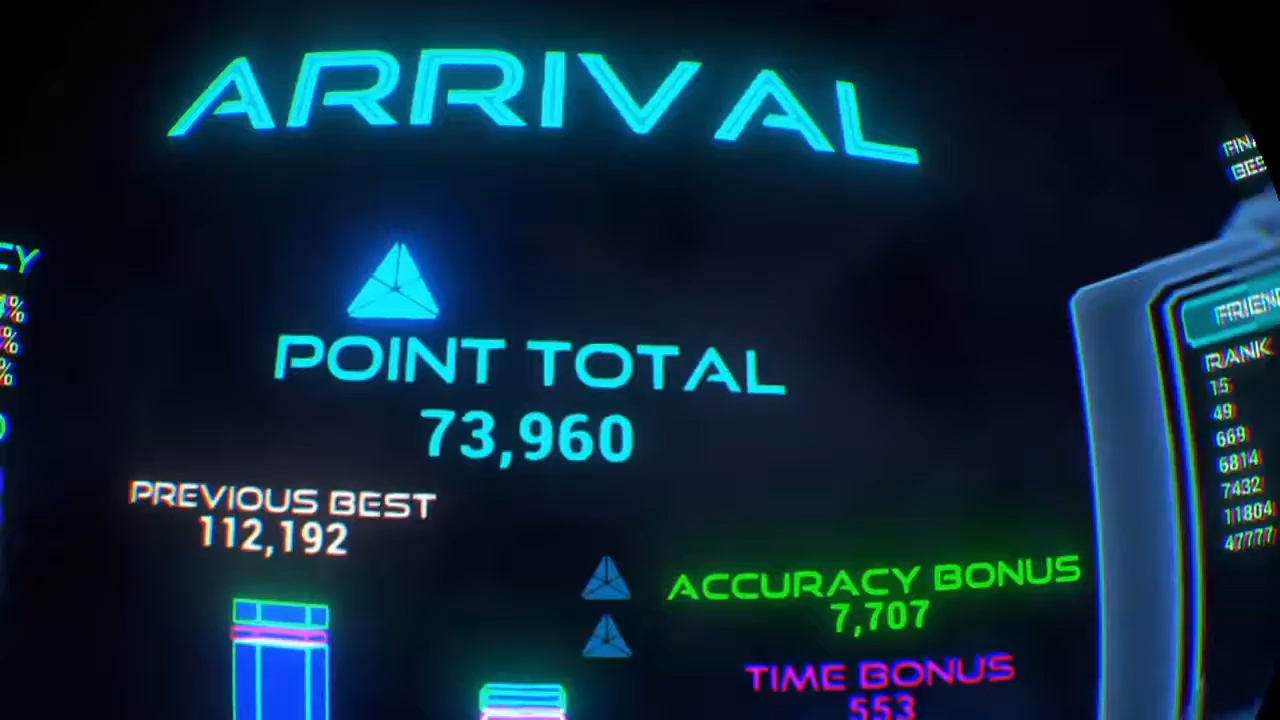 ARRIVAL
POINT TOTAL
73,960
PREVIOUS BEST
112,192
ACCURACY BONUS
7,707
TIME BONUS
553
RANK
15
49
669
6814
7432
11804
47777